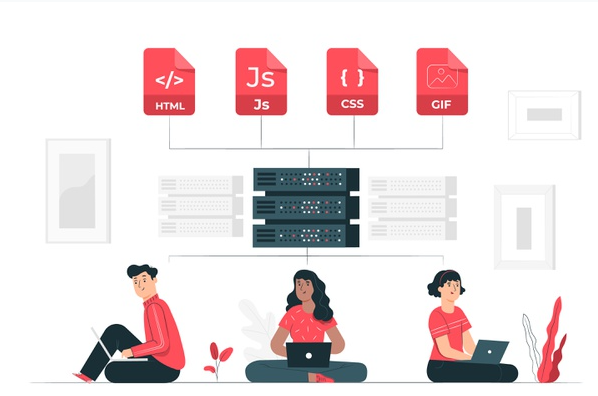 </>
HTML
Js
Js
{ }
CSS
GIF